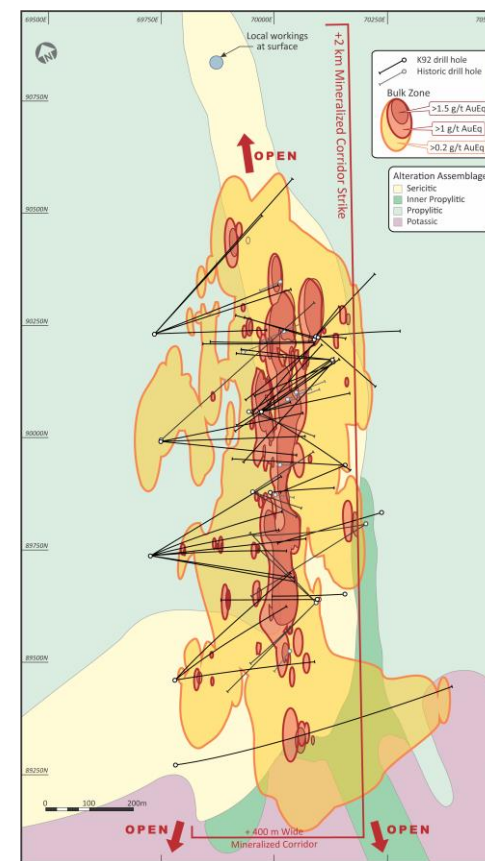 69500E
69750E
70000E
70250E
Local workings
at surface
N
+2 km Mineralized Corridor Strike
K92 drill hole
Historic drill hole
Bulk Zone
>1.5 g/t AuEq
>1 g/t AuEq
>0.2 g/t AuEq
Alteration Assemblage
Sericitic
Inner Propylitic
Propylitic
Potassic
90750N
OPEN
90500N
90250N
90000N
89750N
89500N
89250N
0
100
200m
OPEN
+ 400 m Wide
Mineralized Corridor
OPEN